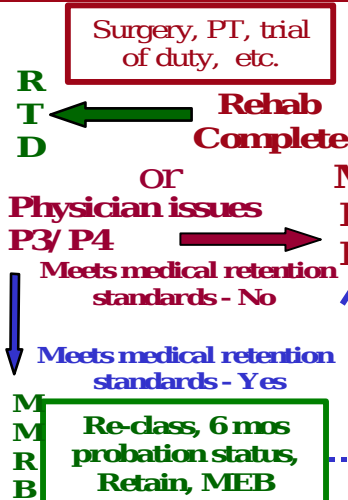 Surgery, PT, trial
of duty, etc.
R
T
D
Rehab
Complete
or
Physician issues
P3/P4
M
Meets medical retention
standards - No
Meets medical retention
standards - Yes
M
M
R
B
Re-class, 6 mos
probation status,
Retain, MEB